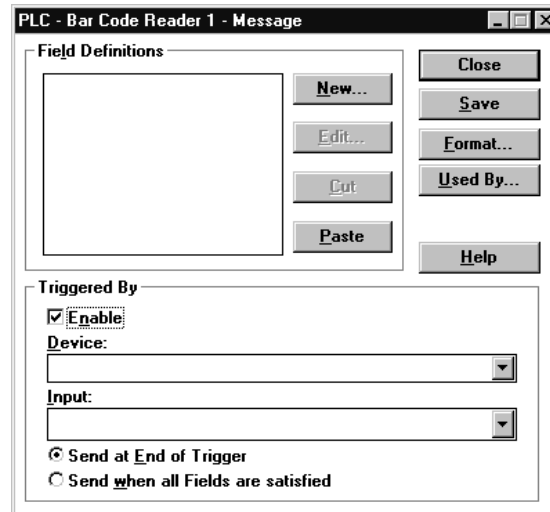 PLC - Bar Code Reader 1 - Message
Field Definitions
New...
Edit...
Cut
Paste
Close
Save
Format...
Used By...
Help
Triggered By
Enable
Device:
Input:
Send at End of Trigger
Send when all Fields are satisfied